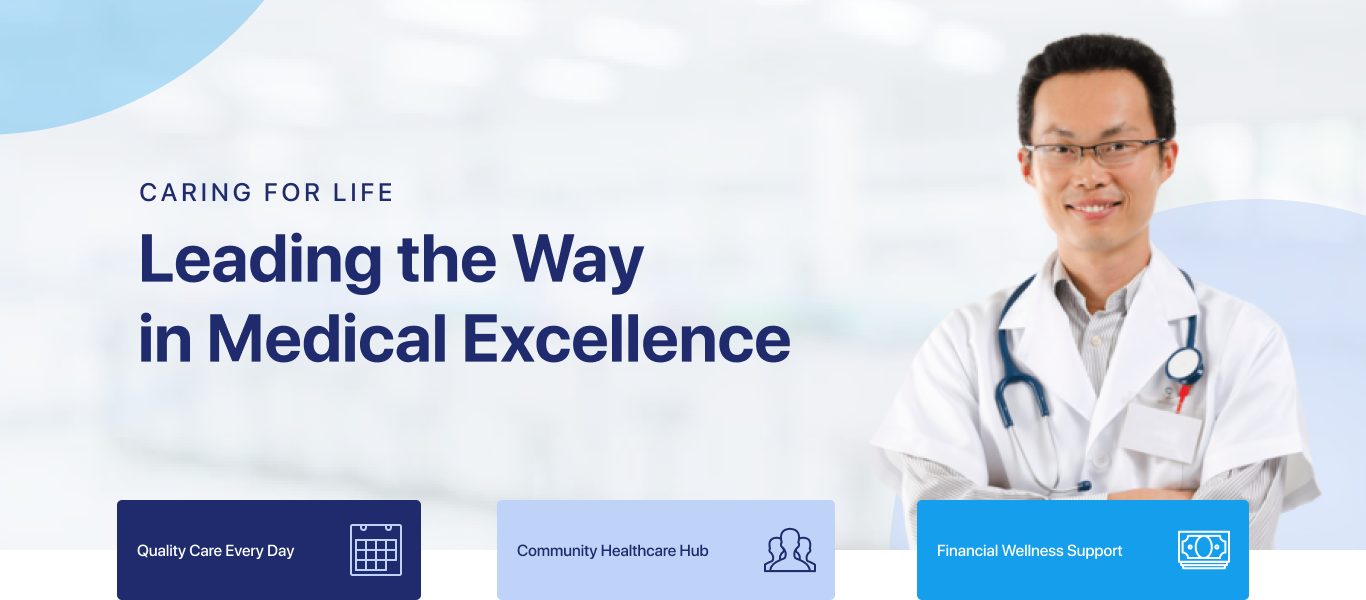 CARING FOR LIFE
Leading the Way
in Medical Excellence
Quality Care Every Day
Community Healthcare Hub
Financial Wellness Support